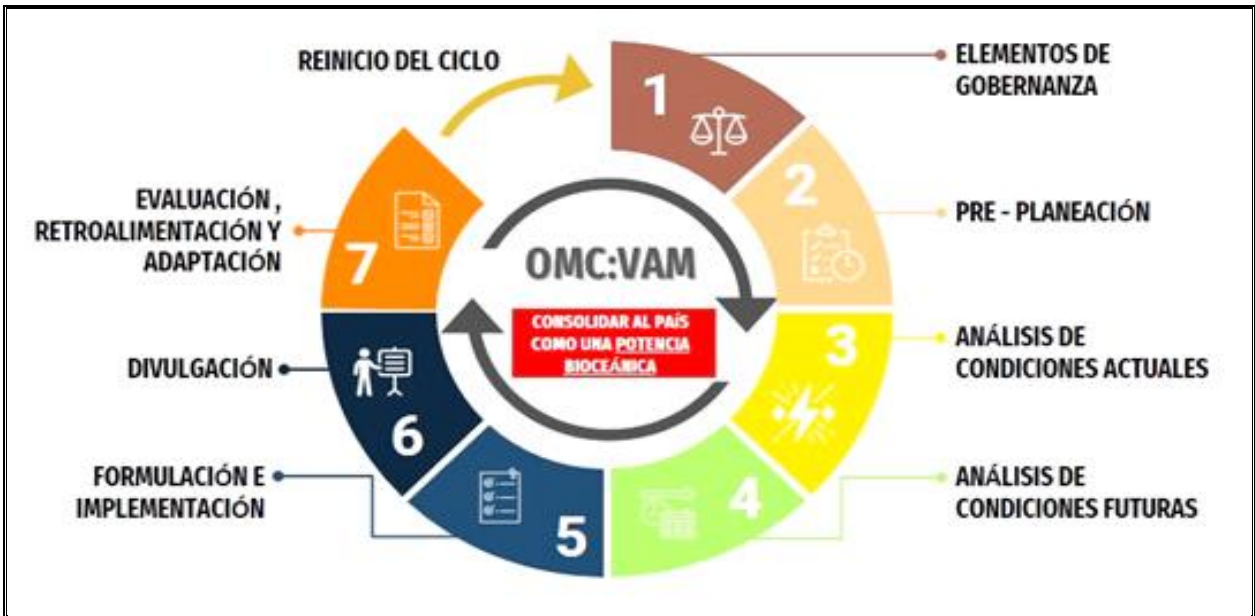 REINICIO DEL CICLO
1
ELEMENTOS DE
GOBERNANZA
2
PRE - PLANEACIÓN
3
ANÁLISIS DE
CONDICIONES ACTUALES
4
ANÁLISIS DE
CONDICIONES FUTURAS
5
FORMULACIÓN E
IMPLEMENTACIÓN
6
DIVULGACIÓN
7
EVALUACIÓN ,
RETROALIMENTACIÓN Y
ADAPTACIÓN
OMC:VAM
CONSOLIDAR AL PAÍS
COMO UNA POTENCIA
BIOCEÁNICA